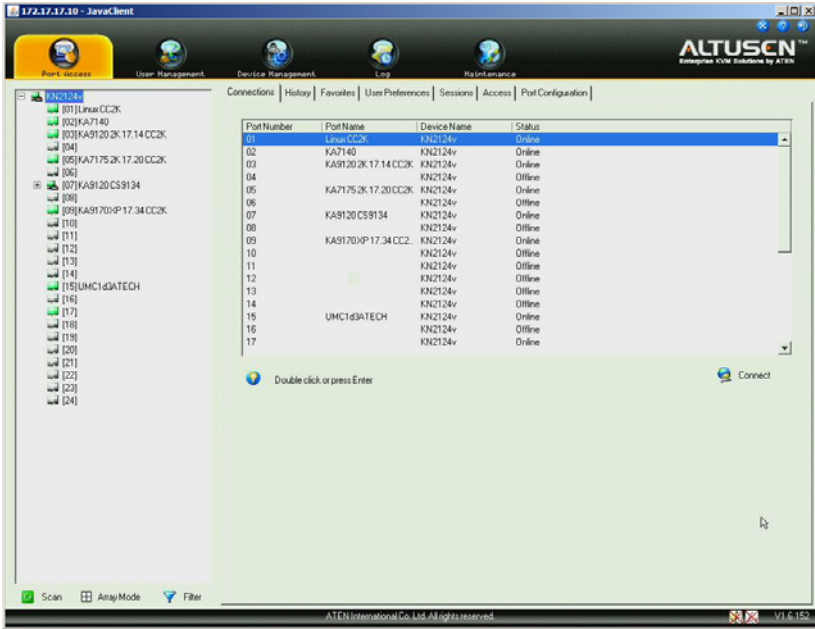 172.17.17.10 - JavaClient
Port Access
User Management
Device Management
Log
Maintenance
ALTUSEN™
Enterprise KVM Solutions by ATEN
KN2124v
[01]Linux CC2K
[02]KA7140
[03]KA9120 2K 17.14 CC2K
[04]
[05]KA7175 2K 17.20 CC2K
[06]
[07]KA9120 CS9134
[08]
[09]KA9170 XP 17.34 CC2K
[10]
[11]
[12]
[13]
[14]
[15]UMC1d3ATECH
[16]
[17]
[18]
[19]
[20]
[21]
[22]
[23]
[24]
Scan
Array Mode
Filter
Connections History Favorites User Preferences Sessions Access Port Configuration
Port Number Port Name Device Name Status
01 Linux CC2K KN2124v Online
02 KA7140 KN2124v Online
03 KA9120 2K 17.14 CC2K KN2124v Online
04 KN2124v Offline
05 KA7175 2K 17.20 CC2K KN2124v Online
06 KN2124v Offline
07 KA9120 CS9134 KN2124v Online
08 KN2124v Offline
09 KA9170 XP 17.34 CC2.. KN2124v Online
10 KN2124v Offline
11 KN2124v Offline
12 KN2124v Offline
13 KN2124v Offline
14 KN2124v Offline
15 UMC1d3ATECH KN2124v Online
16 KN2124v Offline
17 KN2124v Online
Double click or press Enter
Connect
ATEN International Co. Ltd. All rights reserved.
V1.6.152